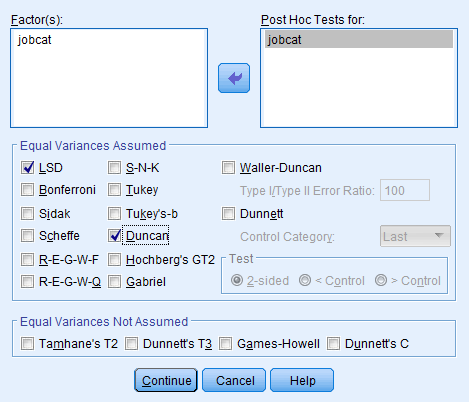 Factor(s): Post Hoc Tests for:
jobcat jobcat
Equal Variances Assumed
LSD S-N-K Waller-Duncan
Bonferroni Tukey Type I/Type II Error Ratio: 100
Sidak Tukey's-b Dunnett
Scheffe Duncan Control Category: Last
R-E-G-W-F Hochberg's GT2 Test
R-E-G-W-Q Gabriel 2-sided < Control > Control
Equal Variances Not Assumed
Tamhane's T2 Dunnett's T3 Games-Howell Dunnett's C
Continue Cancel Help